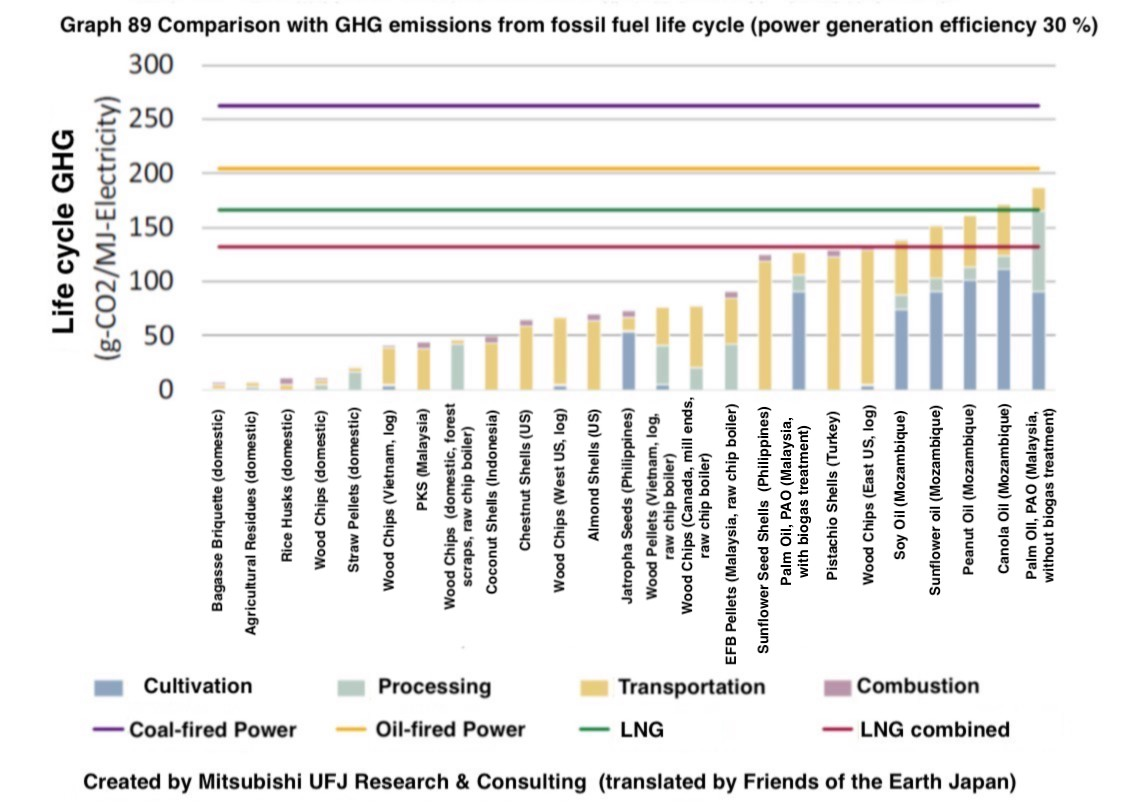 Graph 89 Comparison with GHG emissions from fossil fuel life cycle (power generation efficiency 30 %)
Life cycle GHG
(g-CO2/MJ-Electricity)
300
250
200
150
100
50
0
Bagasse Briquette (domestic)
Agricultural Residues (domestic)
Rice Husks (domestic)
Wood Chips (domestic)
Straw Pellets (domestic)
Wood Chips (Vietnam, log)
PKS (Malaysia)
Wood Chips (domestic, forest
scraps, raw chip boiler)
Coconut Shells (Indonesia)
Chestnut Shells (US)
Wood Chips (West US, log)
Almond Shells (US)
Jatropha Seeds (Philippines)
Wood Pellets (Vietnam, log,
raw chip boiler)
Wood Chips (Canada, mill ends,
raw chip boiler)
EFB Pellets (Malaysia, raw chip boiler)
Sunflower Seed Shells (Philippines)
Palm Oil, PAO (Malaysia,
with biogas treatment)
Pistachio Shells (Turkey)
Wood Chips (East US, log)
Soy Oil (Mozambique)
Sunflower oil (Mozambique)
Peanut Oil (Mozambique)
Canola Oil (Mozambique)
Palm Oil, PAO (Malaysia,
without biogas treatment)
Cultivation
Processing
Transportation
Combustion
Coal-fired Power
Oil-fired Power
LNG
LNG combined
Created by Mitsubishi UFJ Research & Consulting (translated by Friends of the Earth Japan)